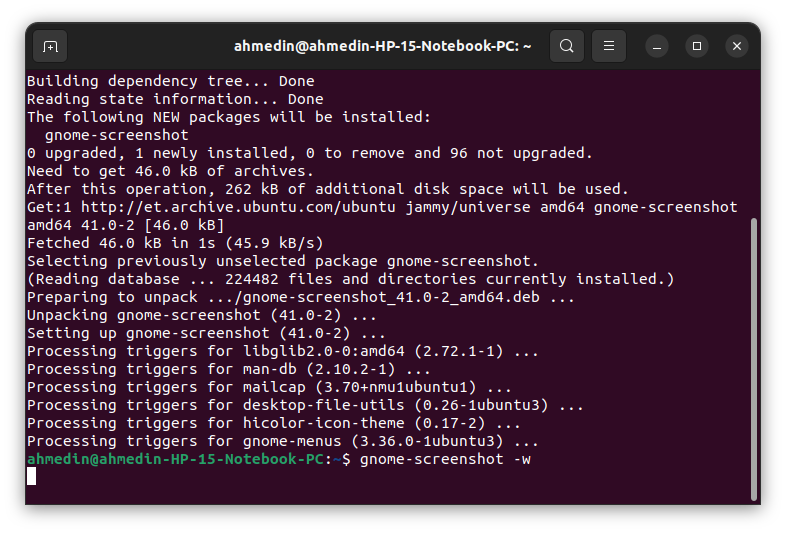 ahmedin@ahmedin-HP-15-Notebook-PC: ~
Building dependency tree... Done
Reading state information... Done
The following NEW packages will be installed:
  gnome-screenshot
0 upgraded, 1 newly installed, 0 to remove and 96 not upgraded.
Need to get 46.0 kB of archives.
After this operation, 262 kB of additional disk space will be used.
Get:1 http://et.archive.ubuntu.com/ubuntu jammy/universe amd64 gnome-screenshot
amd64 41.0-2 [46.0 kB]
Fetched 46.0 kB in 1s (45.9 kB/s)
Selecting previously unselected package gnome-screenshot.
(Reading database ... 224482 files and directories currently installed.)
Preparing to unpack .../gnome-screenshot_41.0-2_amd64.deb ...
Unpacking gnome-screenshot (41.0-2) ...
Setting up gnome-screenshot (41.0-2) ...
Processing triggers for libglib2.0-0:amd64 (2.72.1-1) ...
Processing triggers for man-db (2.10.2-1) ...
Processing triggers for mailcap (3.70+nmu1ubuntu1) ...
Processing triggers for desktop-file-utils (0.26-1ubuntu3) ...
Processing triggers for hicolor-icon-theme (0.17-2) ...
Processing triggers for gnome-menus (3.36.0-1ubuntu3) ...
ahmedin@ahmedin-HP-15-Notebook-PC:~$ gnome-screenshot -w